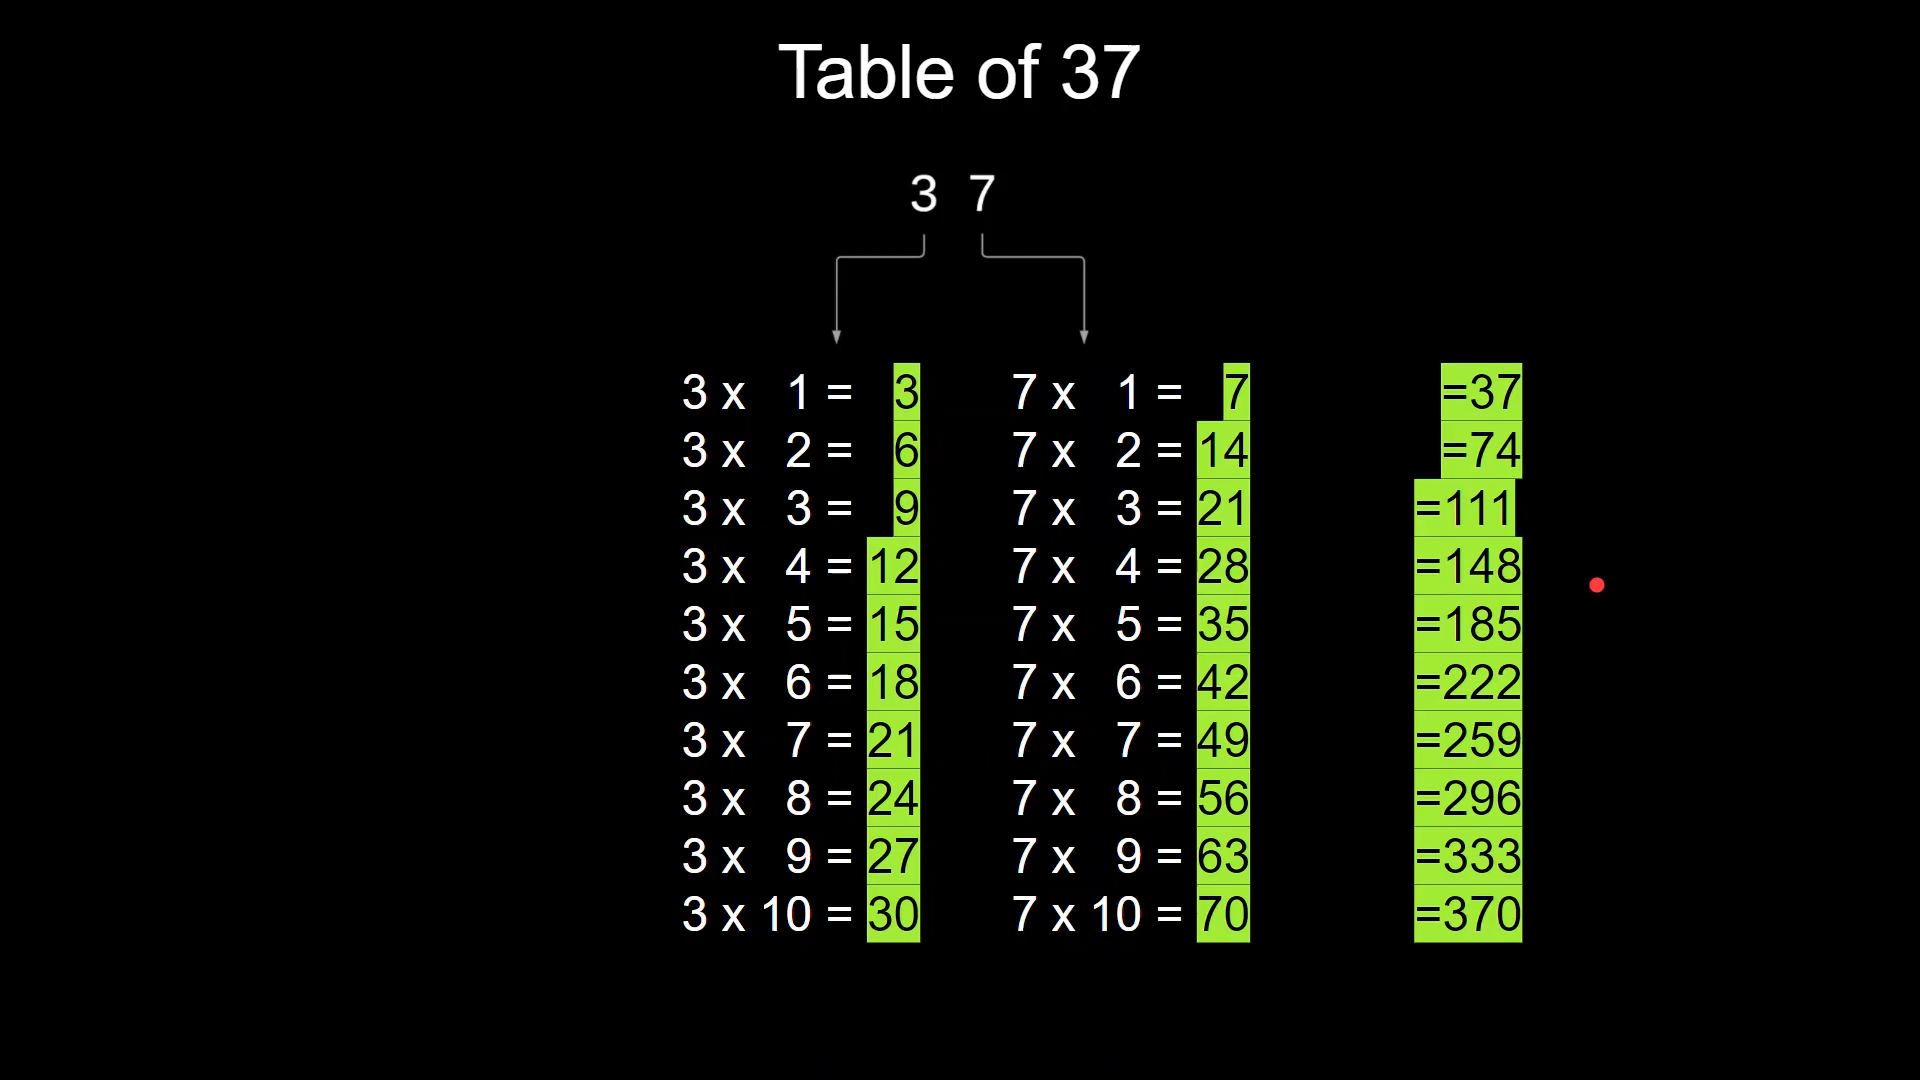 Table of 37
3 7
3 x 1 = 3 7 x 1 = 7 =37
3 x 2 = 6 7 x 2 = 14 =74
3 x 3 = 9 7 x 3 = 21 =111
3 x 4 = 12 7 x 4 = 28 =148
3 x 5 = 15 7 x 5 = 35 =185
3 x 6 = 18 7 x 6 = 42 =222
3 x 7 = 21 7 x 7 = 49 =259
3 x 8 = 24 7 x 8 = 56 =296
3 x 9 = 27 7 x 9 = 63 =333
3 x 10 = 30 7 x 10 = 70 =370